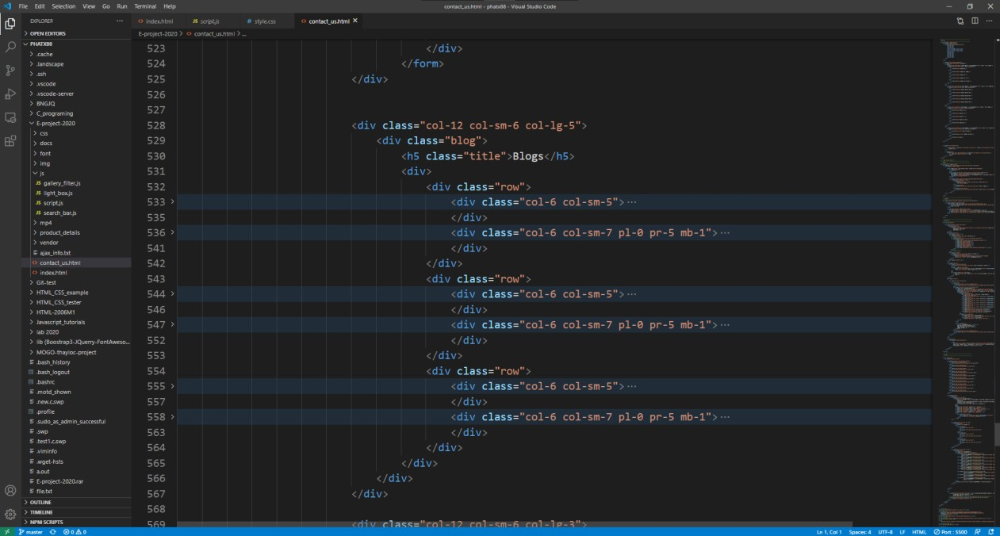 File Edit Selection View Go Run Terminal Help
contact_us.html - phatx88 - Visual Studio Code
EXPLORER
OPEN EDITORS
PHATX88
.cache
.landscape
.ssh
.vscode
.vscode-server
BNGJQ
C_programing
E-project-2020
css
docs
font
img
js
JS gallery_filter.js
JS light_box.js
JS script.js
JS search_bar.js
mp4
product_details
vendor
ajax_info.txt
contact_us.html
index.html
Git-test
HTML_CSS_example
HTML_CSS_tester
HTML-2006M1
Javascript_tutorials
lab 2020
lib (Boostrap3-JQuerry-FontAweso...
MOGO-thayloc-project
.bash_history
.bash_logout
.bashrc
.motd_shown
.new.c.swp
.profile
.sudo_as_admin_successful
.swp
.test1.c.swp
.viminfo
.wget-hsts
a.out
E-project-2020.rar
file.txt
OUTLINE
TIMELINE
NPM SCRIPTS
index.html JS script.js # style.css contact_us.html
E-project-2020 > contact_us.html > ...
523 </div>
524 </form>
525 </div>
526
527
528 <div class="col-12 col-sm-6 col-lg-5">
529 <div class="blog">
530 <h5 class="title">Blogs</h5>
531 <div>
532 <div class="row">
533 <div class="col-6 col-sm-5">...
535 </div>
536 <div class="col-6 col-sm-7 pl-0 pr-5 mb-1">...
541 </div>
542 </div>
543 <div class="row">
544 <div class="col-6 col-sm-5">...
546 </div>
547 <div class="col-6 col-sm-7 pl-0 pr-5 mb-1">...
552 </div>
553 </div>
554 <div class="row">
555 <div class="col-6 col-sm-5">...
557 </div>
558 <div class="col-6 col-sm-7 pl-0 pr-5 mb-1">...
563 </div>
564 </div>
565 </div>
566 </div>
567 </div>
568
569 <div class="col-12 col-sm-6 col-lg-3">
master 0 0 Ln 1, Col 1 Spaces: 4 UTF-8 LF HTML Port : 5500